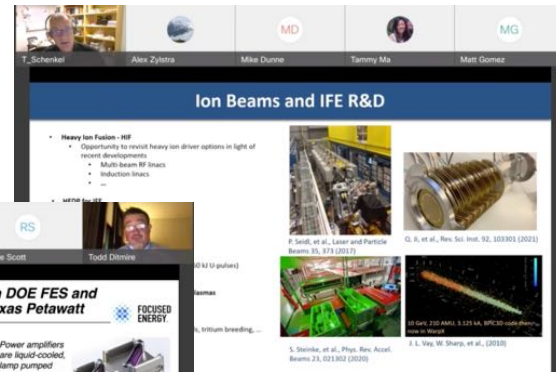 MD
MG
T_Schenkel
Alex Zylstra
Mike Dunne
Tammy Ma
Matt Gomez
Ion Beams and IFE R&D
• Heavy Ion Fusion - HIF
• Opportunity to revisit heavy ion driver options in light of
recent developments
• Multi-beam RF linacs
• Induction linacs
• ...
• HEDP for IFE
kJ U-pulses)
lasmas
, tritium breeding, ...
P. Seidl, et al., Laser and Particle
Beams 35, 373 (2017)
Q. Ji, et al., Rev. Sci. Inst. 92, 103301 (2021)
S. Steinke, et al., Phys. Rev. Accel.
Beams 23, 021302 (2020)
10 GeV, 210 AMU, 3.125 kA,
now in WarpX
J. L. Vay, W. Sharp, et al., (2010)
RS
e Scott
Todd Ditmire
DOE FES and
xas Petawatt
FOCUSED
ENERGY
Power amplifiers
are liquid-cooled,
lamp pumped